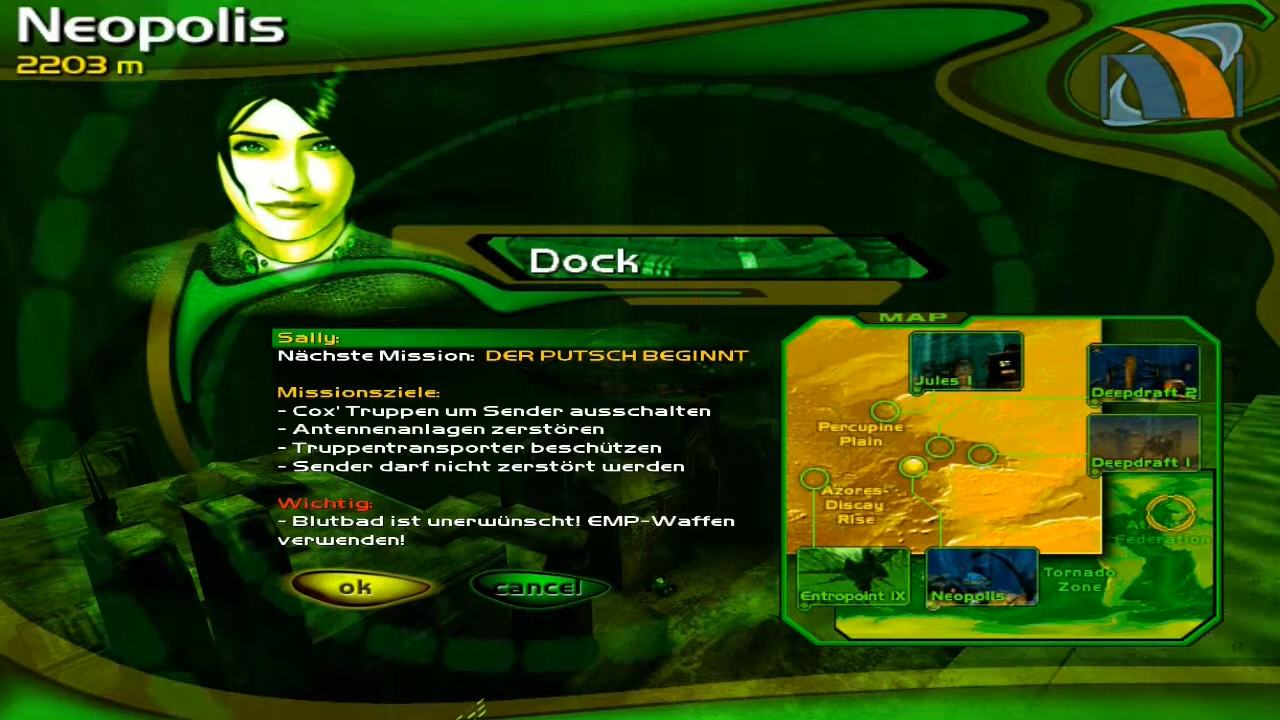 Neopolis
2203 m
Dock
Sally:
Nächste Mission: DER PUTSCH BEGINNT
Missionsziele:
- Cox' Truppen um Sender ausschalten
- Antennenanlagen zerstören
- Truppentransporter beschützen
- Sender darf nicht zerstört werden
Wichtig:
- Blutbad ist unerwünscht! EMP-Waffen
verwenden!
ok
cancel
MAP
Jules 1
Deepdraft 2
Percupine
Plain
Deepdraft 1
Azores-
Discay
Rise
Federation
Tornado
Zone
Entropoint IX
Neopolis